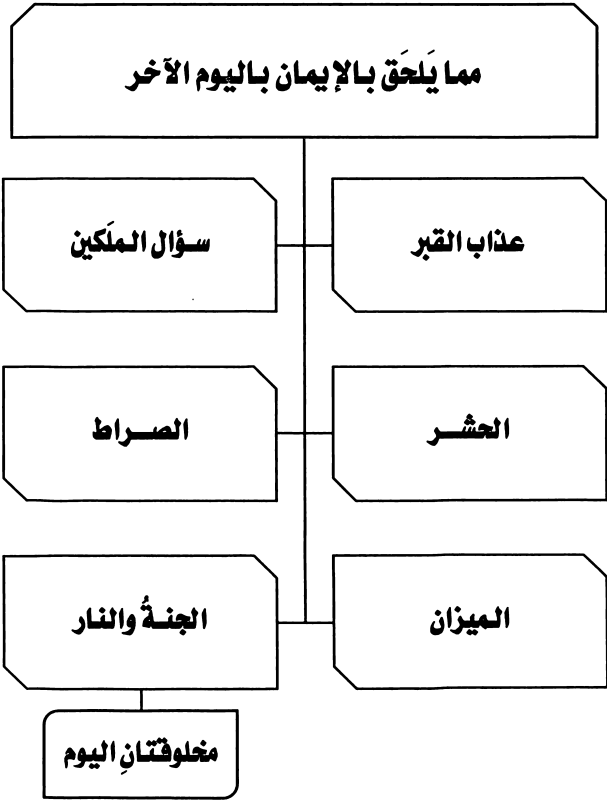 مما يَلحَق بالإيمان باليوم الآخر
عذاب القبر
سؤال الملَكين
الحشر
الصراط
الميزان
الجنةُ والنار
مخلوقتانِ اليوم